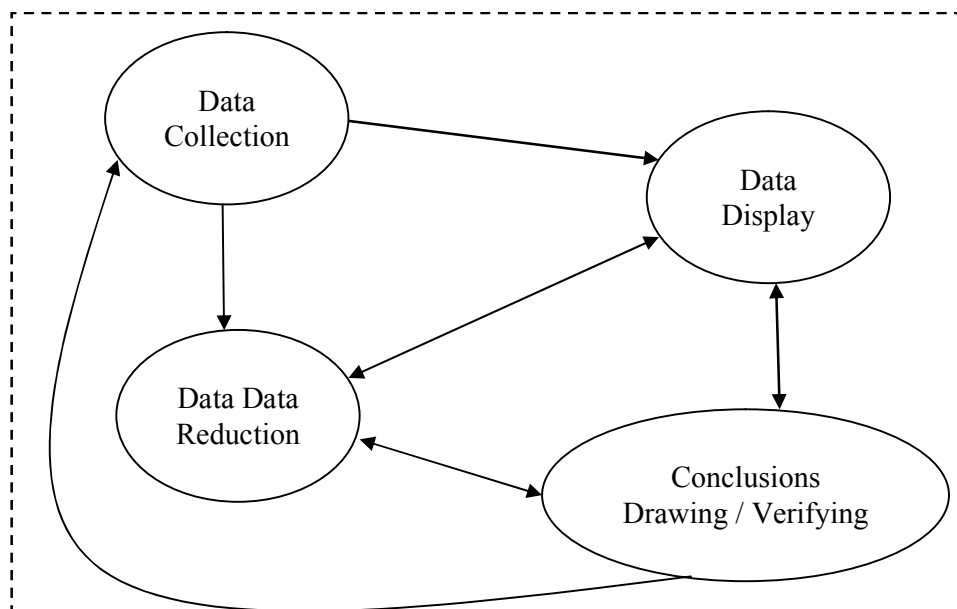 Data
Collection
Data
Display
Data Data
Reduction
Conclusions
Drawing / Verifying